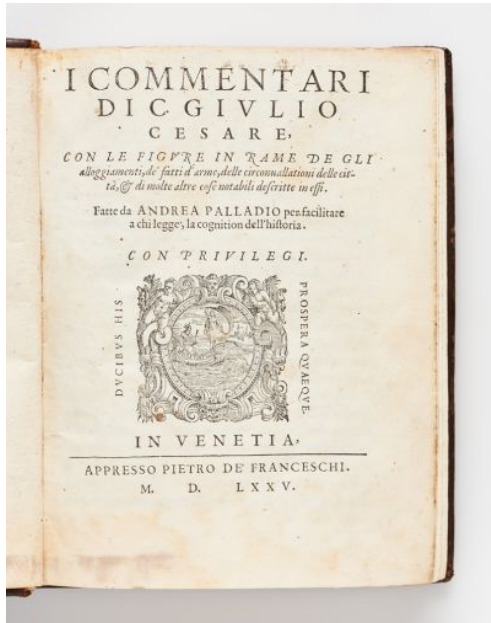 I COMMENTARI
DI C. GIVLIO
CESARE,
CON LE FIGVRE IN RAME DE GLI
alloggiamenti, de' fatti d'arme, delle circonuallationi delle cit-
tà, & di molte altre cose notabili descritte in essi.
Fatte da ANDREA PALLADIO per facilitare
a chi legge, la cognition dell'historia.
CON PRIVILEGI.
DVCIBVS HIS
PROSPERA QVAEQVE.
IN VENETIA,
APPRESSO PIETRO DE' FRANCESCHI.
M. D. LXXV.